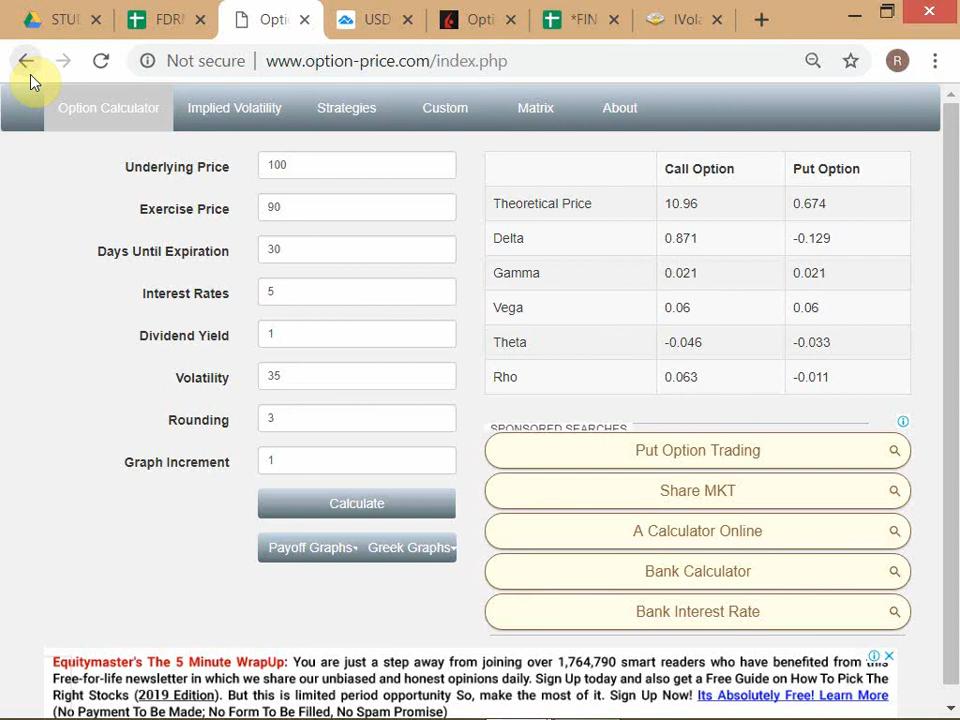 STUI
FDRM
Opti
USD
Opti
*FIN
IVola
Not secure
www.option-price.com/index.php
R
Option Calculator
Implied Volatility
Strategies
Custom
Matrix
About
Underlying Price 100
Exercise Price 90
Days Until Expiration 30
Interest Rates 5
Dividend Yield 1
Volatility 35
Rounding 3
Graph Increment 1
Calculate
Payoff Graphs
Greek Graphs
Call Option Put Option
Theoretical Price 10.96 0.674
Delta 0.871 -0.129
Gamma 0.021 0.021
Vega 0.06 0.06
Theta -0.046 -0.033
Rho 0.063 -0.011
SPONSORED SEARCHES
Put Option Trading
Share MKT
A Calculator Online
Bank Calculator
Bank Interest Rate
Equitymaster's The 5 Minute WrapUp: You are just a step away from joining over 1,764,790 smart readers who have benefited from this
Free-for-life newsletter in which we share our unbiased and honest opinions daily. Sign Up today and also get a Free Guide on How To Pick The
Right Stocks (2019 Edition). But this is limited period opportunity So, make the most of it. Sign Up Now! Its Absolutely Free! Learn More
(No Payment To Be Made; No Form To Be Filled, No Spam Promise)